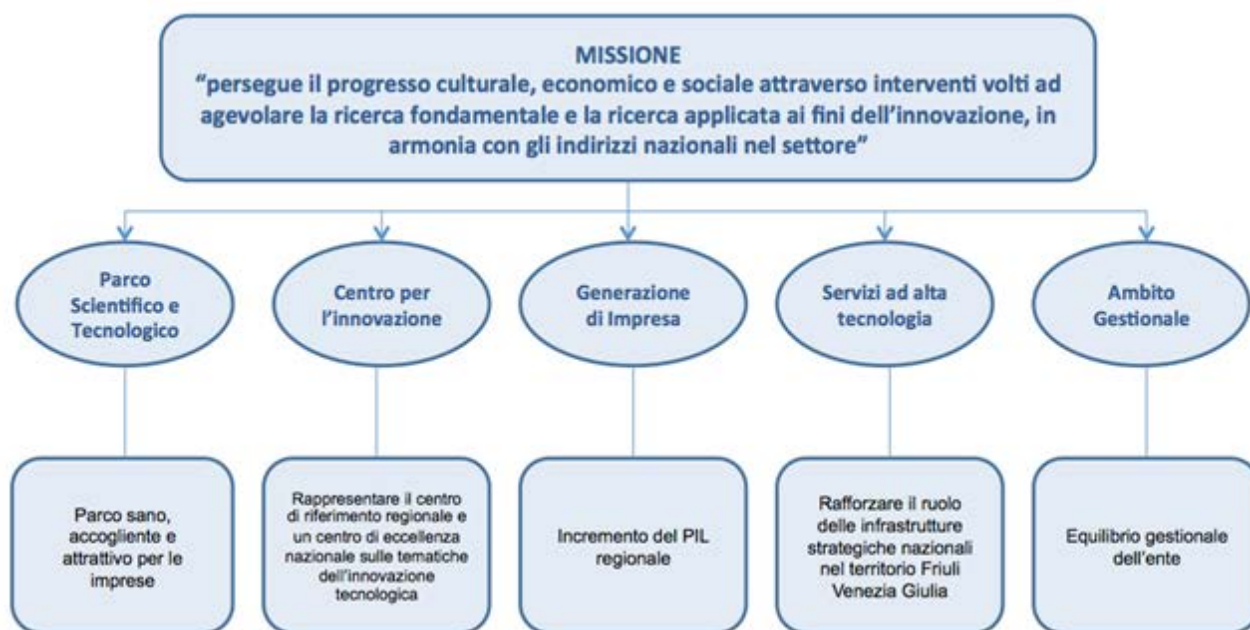 MISSIONE
“persegue il progresso culturale, economico e sociale attraverso interventi volti ad
agevolare la ricerca fondamentale e la ricerca applicata ai fini dell’innovazione, in
armonia con gli indirizzi nazionali nel settore”
Parco
Scientifico e
Tecnologico
Centro per
l’innovazione
Generazione
di Impresa
Servizi ad alta
tecnologia
Ambito
Gestionale
Parco sano,
accogliente e
attrattivo per le
imprese
Rappresentare il centro
di riferimento regionale e
un centro di eccellenza
nazionale sulle tematiche
dell’innovazione
tecnologica
Incremento del PIL
regionale
Rafforzare il ruolo
delle infrastrutture
strategiche nazionali
nel territorio Friuli
Venezia Giulia
Equilibrio gestionale
dell’ente